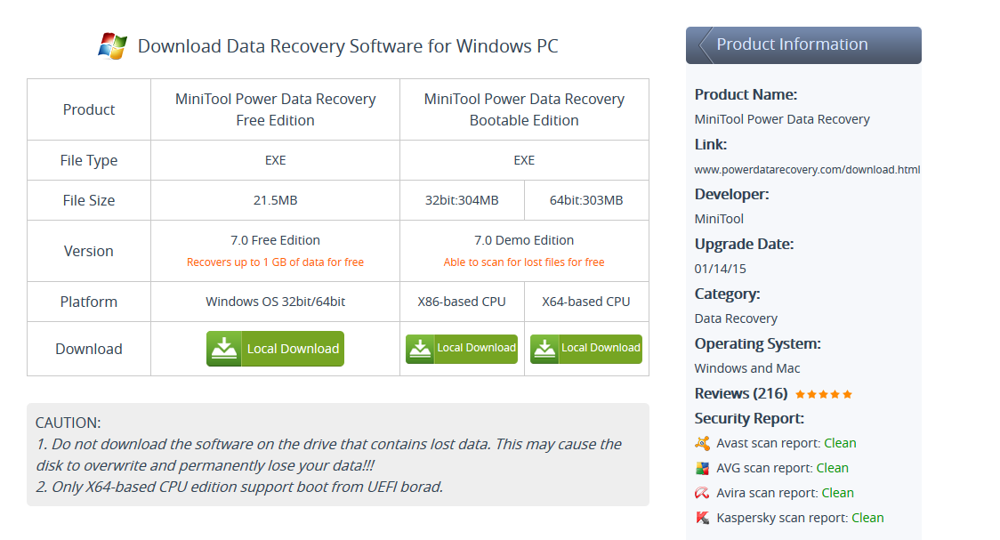 Download Data Recovery Software for Windows PC
Product
MiniTool Power Data Recovery
Free Edition
MiniTool Power Data Recovery
Bootable Edition
File Type
EXE
EXE
File Size
21.5MB
32bit:304MB
64bit:303MB
Version
7.0 Free Edition
Recovers up to 1 GB of data for free
7.0 Demo Edition
Able to scan for lost files for free
Platform
Windows OS 32bit/64bit
X86-based CPU
X64-based CPU
Download
Local Download
Local Download
Local Download
CAUTION:
1. Do not download the software on the drive that contains lost data. This may cause the
disk to overwrite and permanently lose your data!!!
2. Only X64-based CPU edition support boot from UEFI borad.
Product Information
Product Name:
MiniTool Power Data Recovery
Link:
www.powerdatarecovery.com/download.html
Developer:
MiniTool
Upgrade Date:
01/14/15
Category:
Data Recovery
Operating System:
Windows and Mac
Reviews (216)
Security Report:
Avast scan report: Clean
AVG scan report: Clean
Avira scan report: Clean
Kaspersky scan report: Clean